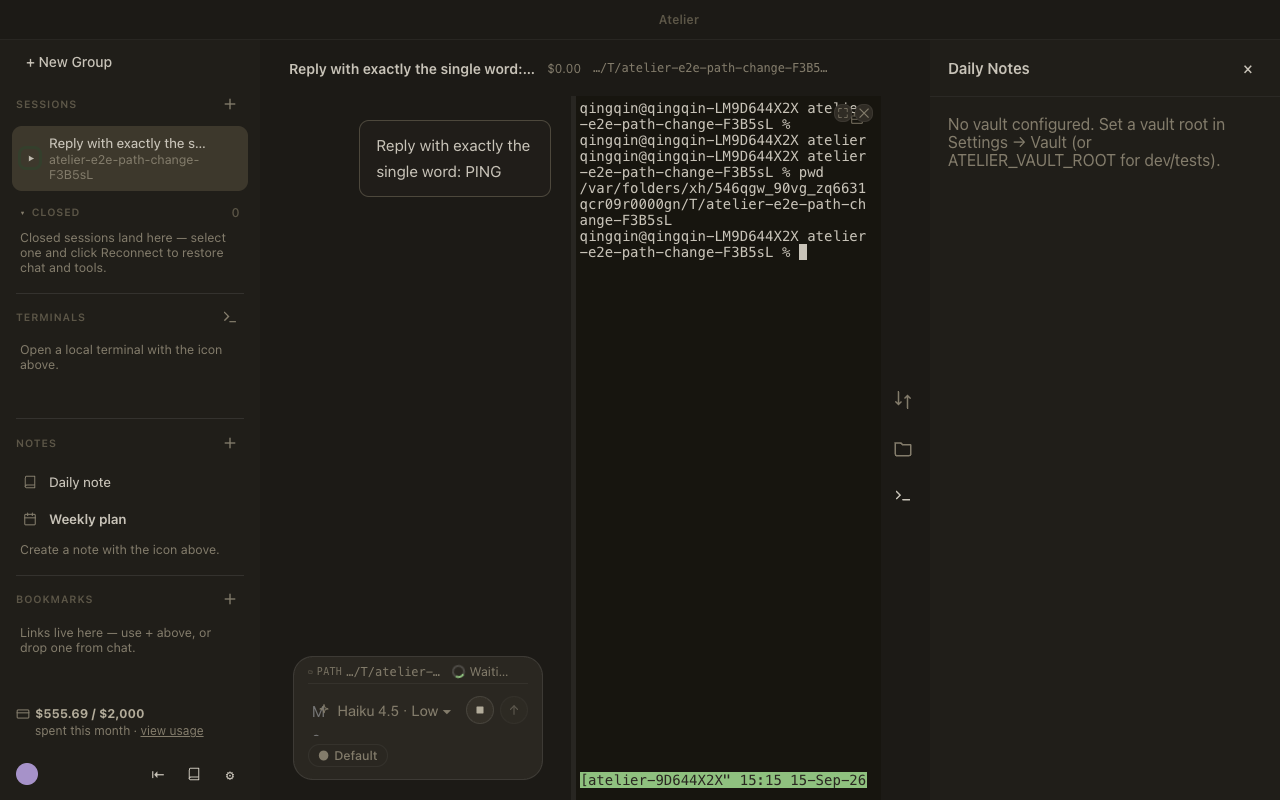 Atelier
+ New Group
SESSIONS
Reply with exactly the s...
atelier-e2e-path-change-
F3B5sL
CLOSED 0
Closed sessions land here — select
one and click Reconnect to restore
chat and tools.
TERMINALS
Open a local terminal with the icon
above.
NOTES
Daily note
Weekly plan
Create a note with the icon above.
BOOKMARKS
Links live here — use + above, or
drop one from chat.
$555.69 / $2,000
spent this month · view usage
Reply with exactly the single word:... $0.00 …/T/atelier-e2e-path-change-F3B5…
Reply with exactly the
single word: PING
PATH …/T/atelier-… Waiti...
Haiku 4.5 · Low
Default
qingqin@qingqin-LM9D644X2X atelie
-e2e-path-change-F3B5sL %
qingqin@qingqin-LM9D644X2X atelier
qingqin@qingqin-LM9D644X2X atelier
-e2e-path-change-F3B5sL % pwd
/var/folders/xh/546qgw_90vg_zq6631
qcr09r0000gn/T/atelier-e2e-path-ch
ange-F3B5sL
qingqin@qingqin-LM9D644X2X atelier
-e2e-path-change-F3B5sL %
[atelier-9D644X2X" 15:15 15-Sep-26
Daily Notes
No vault configured. Set a vault root in
Settings → Vault (or
ATELIER_VAULT_ROOT for dev/tests).